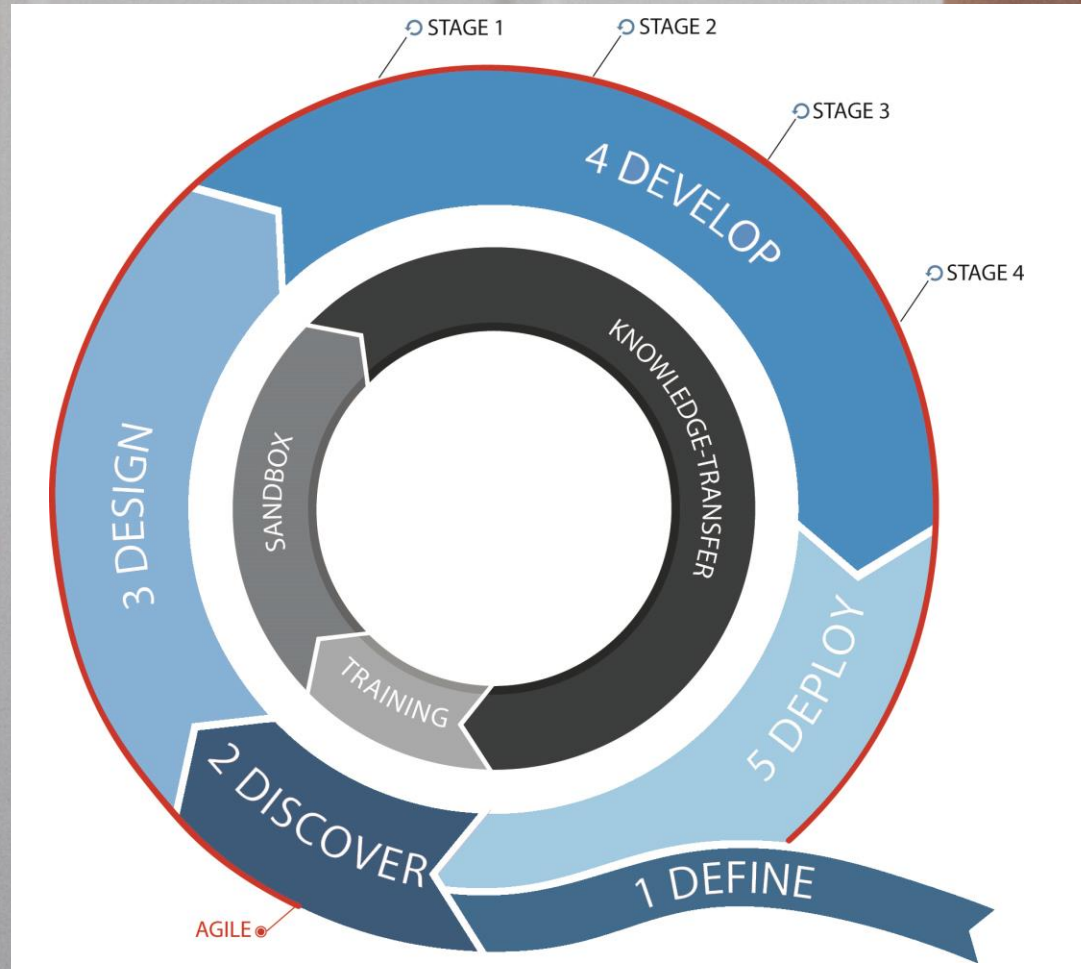 STAGE 1
STAGE 2
STAGE 3
STAGE 4
4 DEVELOP
KNOWLEDGE-TRANSFER
3 DESIGN
SANDBOX
TRAINING
2 DISCOVER
5 DEPLOY
1 DEFINE
AGILE